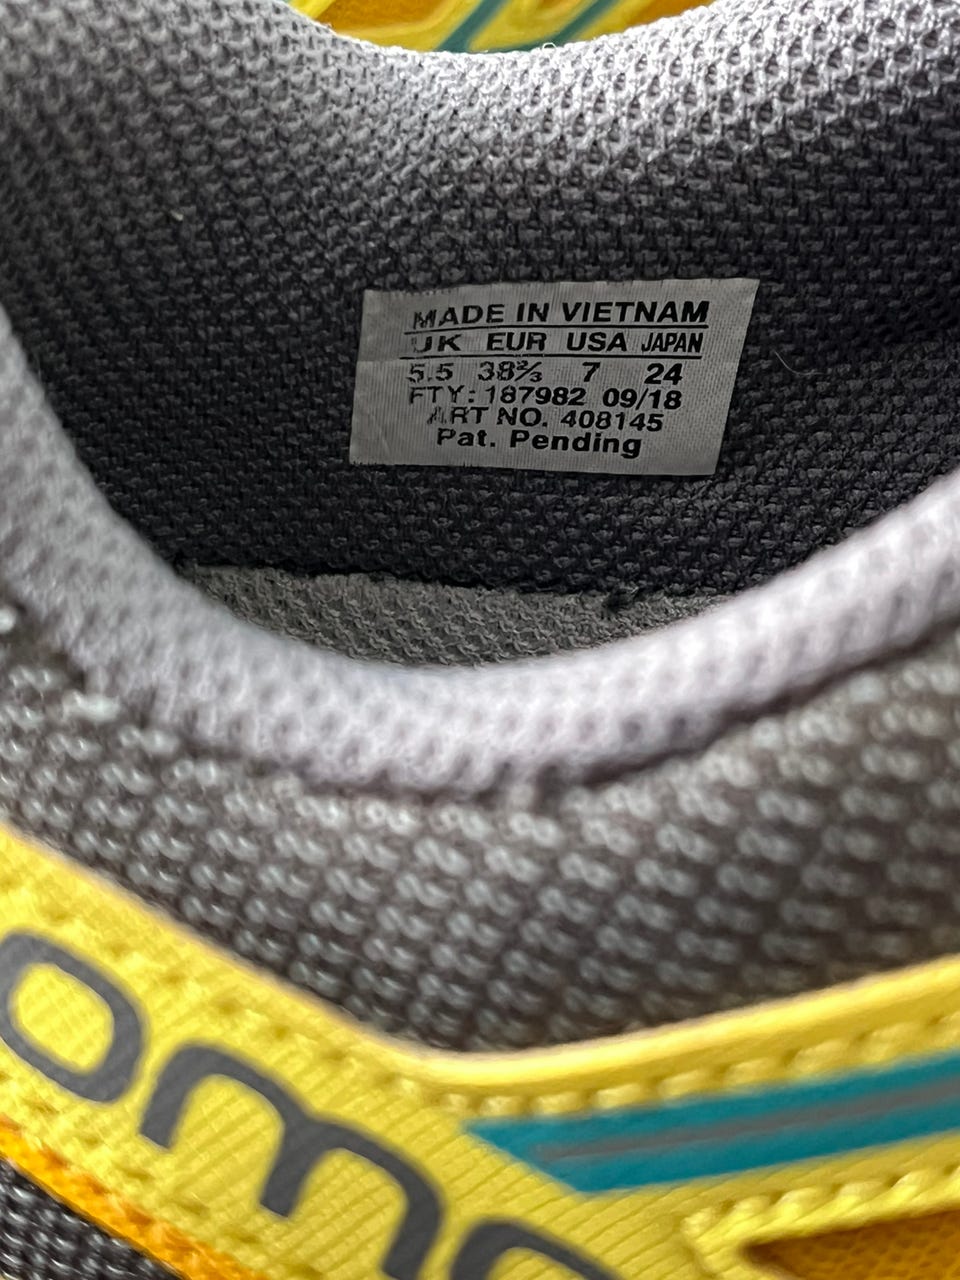 MADE IN VIETNAM
UK EUR USA JAPAN
5.5 38⅔ 7 24
FTY: 187982 09/18
ART NO. 408145
Pat. Pending
om